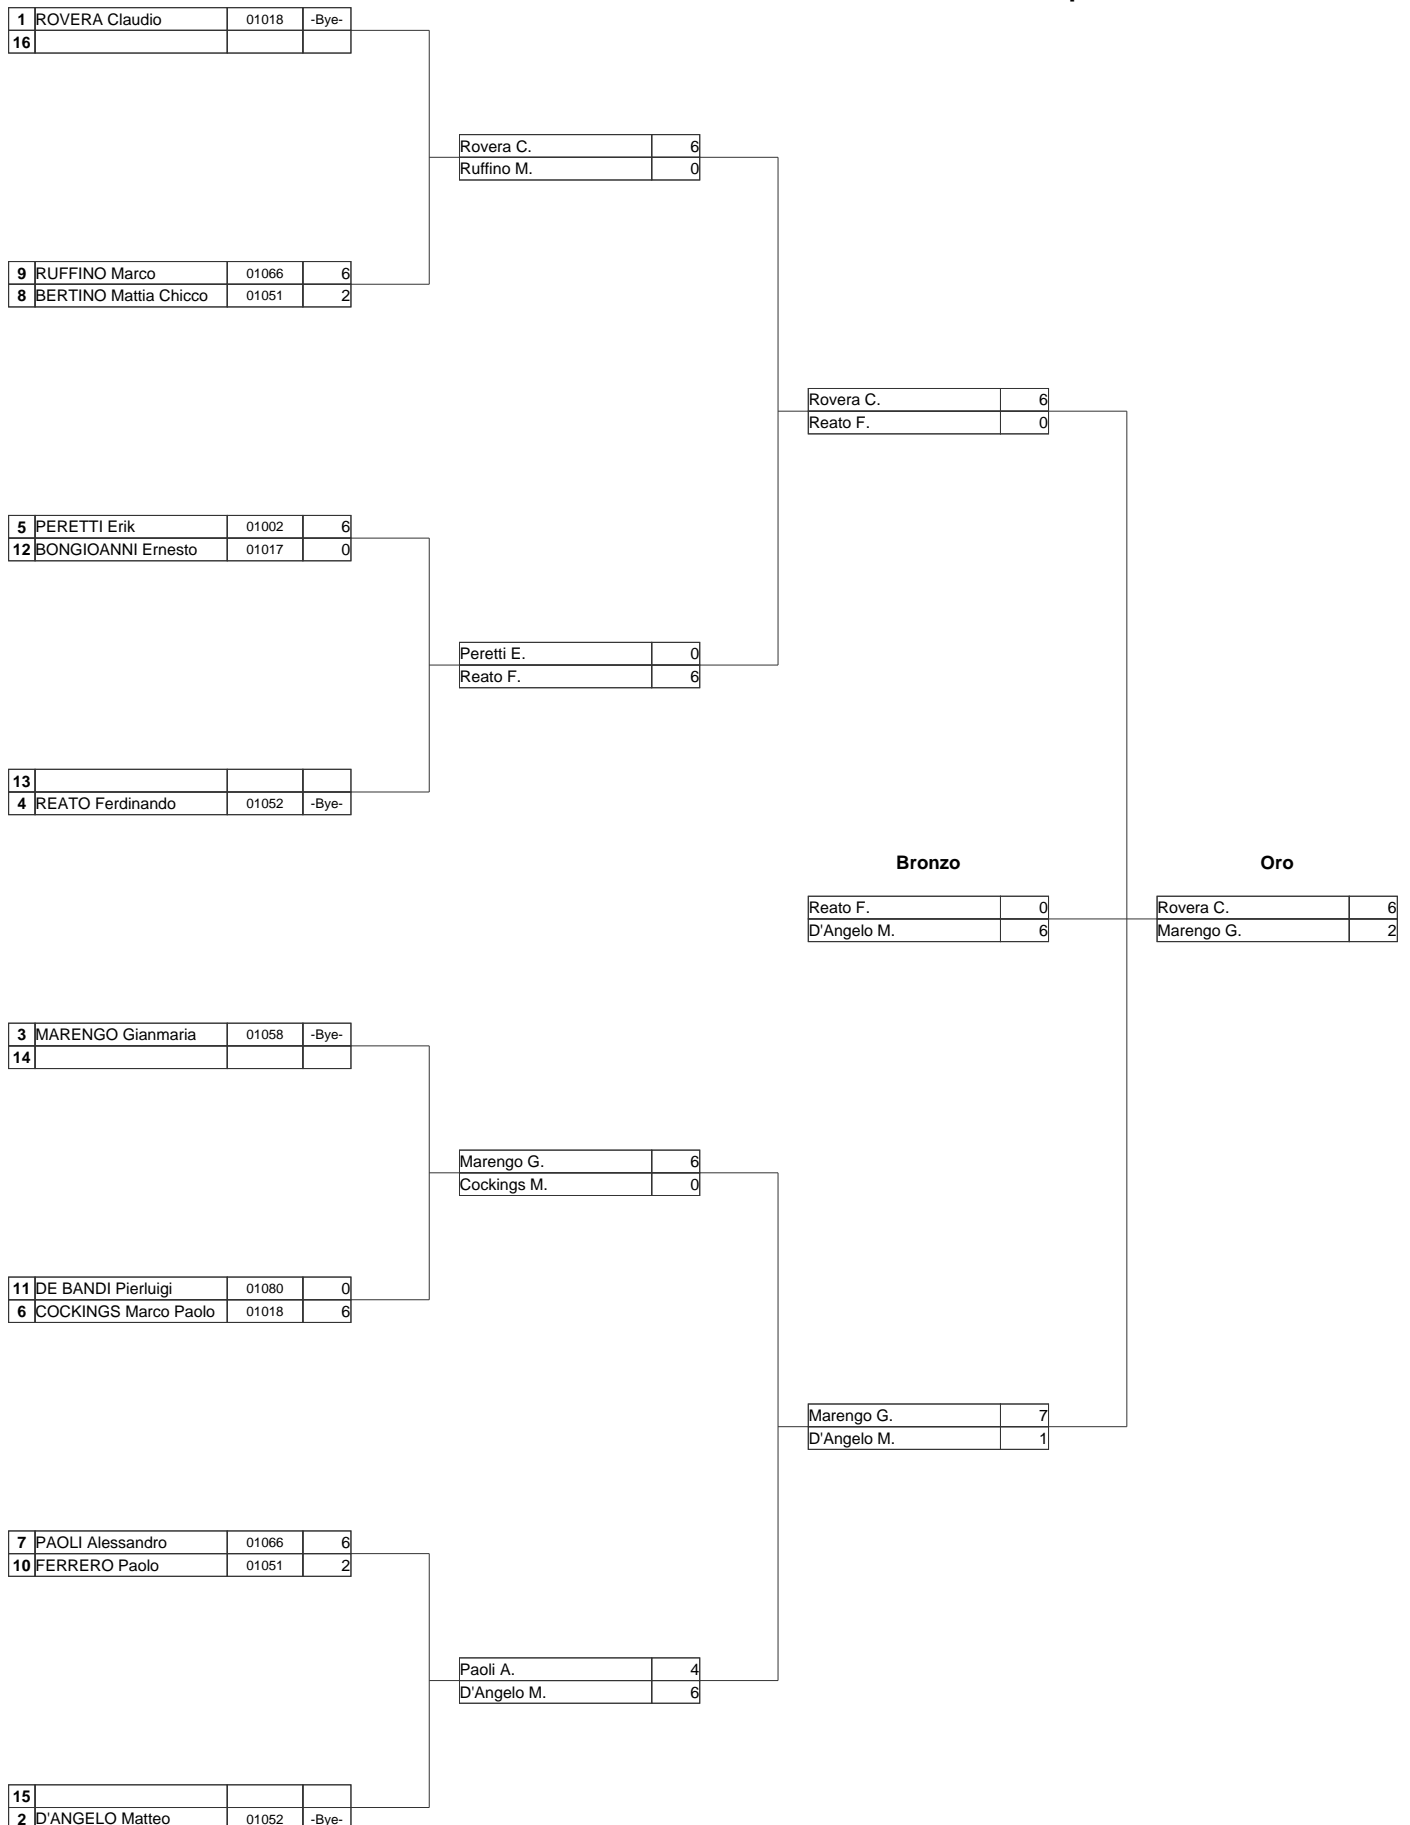 1 ROVERA Claudio 01018 -Bye-
16
Rovera C. 6
Ruffino M. 0
9 RUFFINO Marco 01066 6
8 BERTINO Mattia Chicco 01051 2
Rovera C. 6
Reato F. 0
5 PERETTI Erik 01002 6
12 BONGIOANNI Ernesto 01017 0
Peretti E. 0
Reato F. 6
13
4 REATO Ferdinando 01052 -Bye-
Bronzo Oro
Reato F. 0 Rovera C. 6
D'Angelo M. 6 Marengo G. 2
3 MARENGO Gianmaria 01058 -Bye-
14
Marengo G. 6
Cockings M. 0
11 DE BANDI Pierluigi 01080 0
6 COCKINGS Marco Paolo 01018 6
Marengo G. 7
D'Angelo M. 1
7 PAOLI Alessandro 01066 6
10 FERRERO Paolo 01051 2
Paoli A. 4
D'Angelo M. 6
15
2 D'ANGELO Matteo 01052 -Bye-